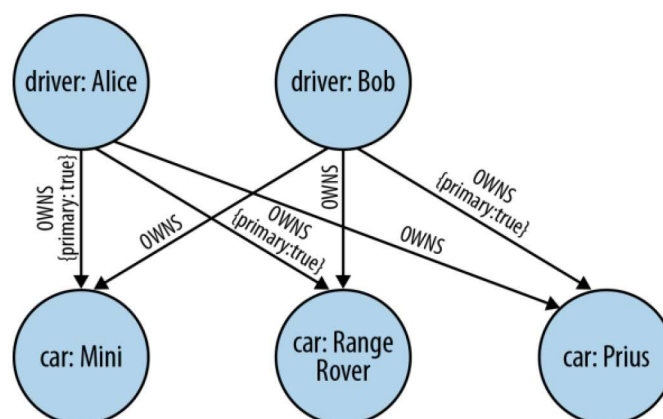 driver: Alice
driver: Bob
OWNS
{primary: true}
OWNS
OWNS
{primary:true}
OWNS
OWNS
OWNS
{primary:true}
car: Mini
car: Range
Rover
car: Prius